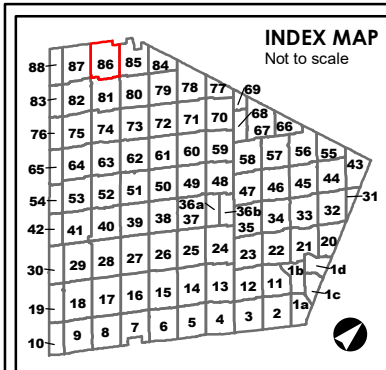 INDEX MAP
Not to scale
88 87 86 85 84
83 82 81 80 79 78 77 69
76 75 74 73 72 71 70 68 67 66
65 64 63 62 61 60 59 58 57 56 55 43
54 53 52 51 50 49 48 47 46 45 44 31
36a 36b
42 41 40 39 38 37 35 34 33 32
30 29 28 27 26 25 24 23 22 21 20
19 18 17 16 15 14 13 12 11 1b 1d
10 9 8 7 6 5 4 3 2 1a 1c